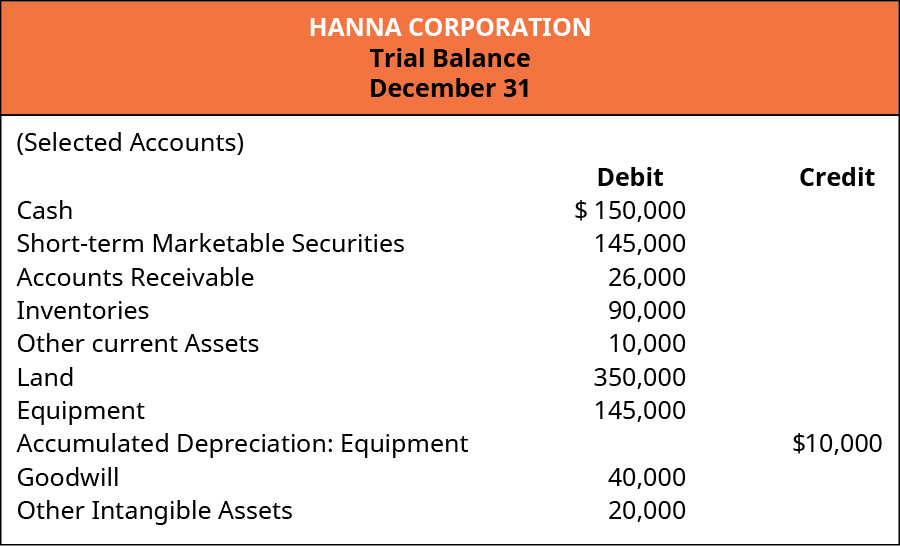 HANNA CORPORATION
Trial Balance
December 31
(Selected Accounts)
Debit Credit
Cash $ 150,000
Short-term Marketable Securities 145,000
Accounts Receivable 26,000
Inventories 90,000
Other current Assets 10,000
Land 350,000
Equipment 145,000
Accumulated Depreciation: Equipment $10,000
Goodwill 40,000
Other Intangible Assets 20,000